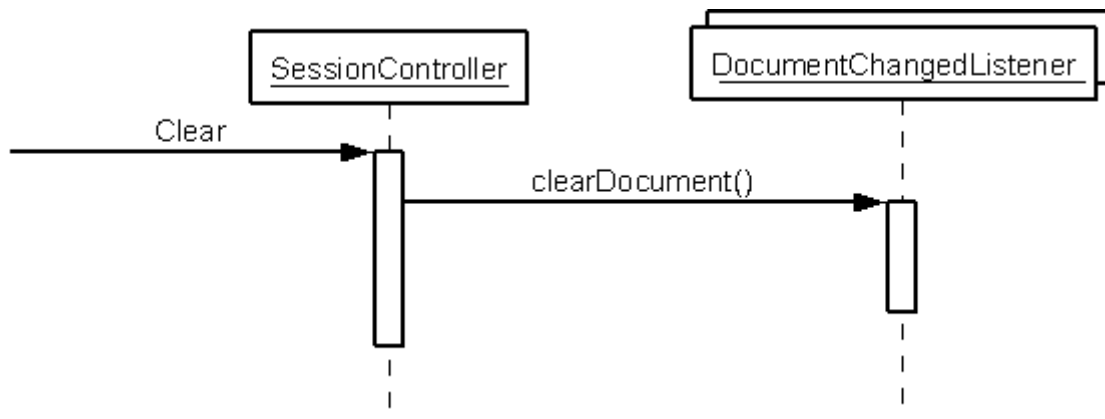 SessionController
DocumentChangedListener
Clear
clearDocument()